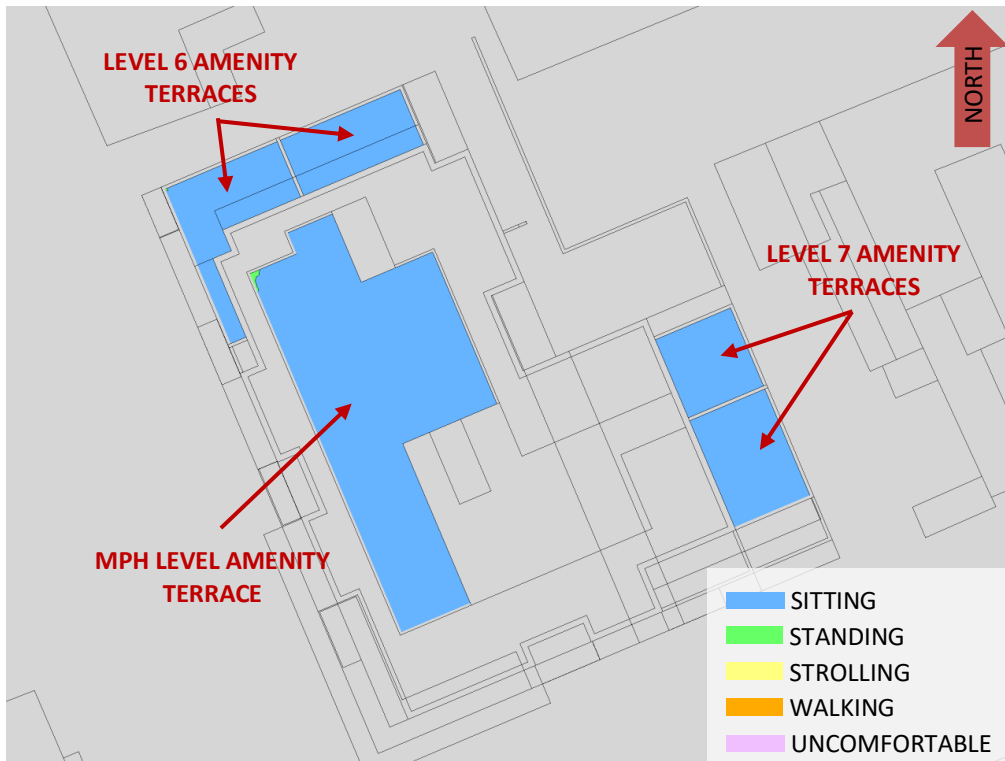 LEVEL 6 AMENITY
TERRACES
NORTH
LEVEL 7 AMENITY
TERRACES
MPH LEVEL AMENITY
TERRACE
SITTING
STANDING
STROLLING
WALKING
UNCOMFORTABLE